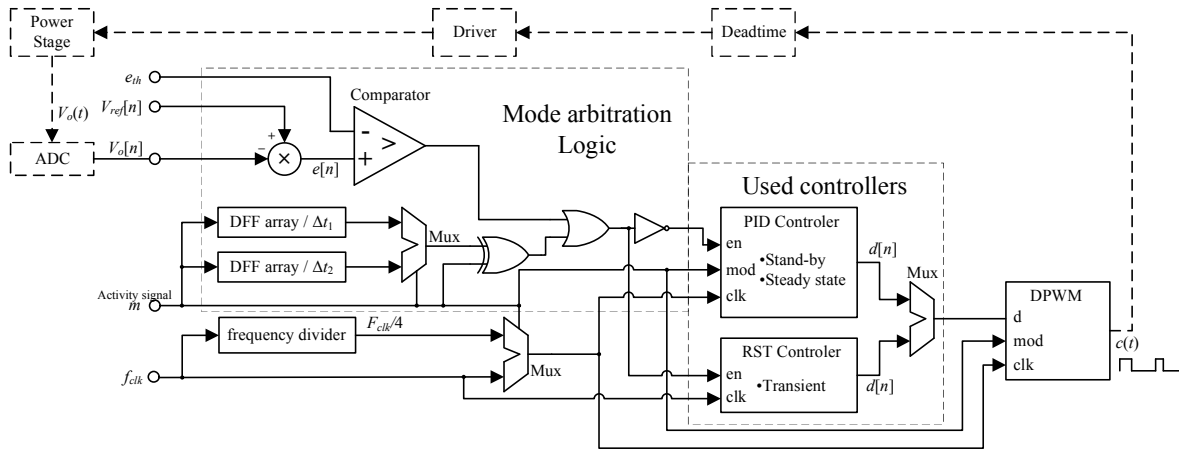 Power
Stage
Driver
Deadtime
e_th
V_ref[n]
V_o(t)
ADC
V_o[n]
+
−
×
e[n]
Comparator
-
+
>
Mode arbitration
Logic
DFF array / Δt_1
DFF array / Δt_2
Mux
Activity signal
m
frequency divider
F_clk/4
f_clk
Mux
Used controllers
PID Controler
en
•Stand-by
mod
•Steady state
clk
d[n]
RST Controler
en
•Transient
clk
d[n]
Mux
DPWM
d
mod
clk
c(t)